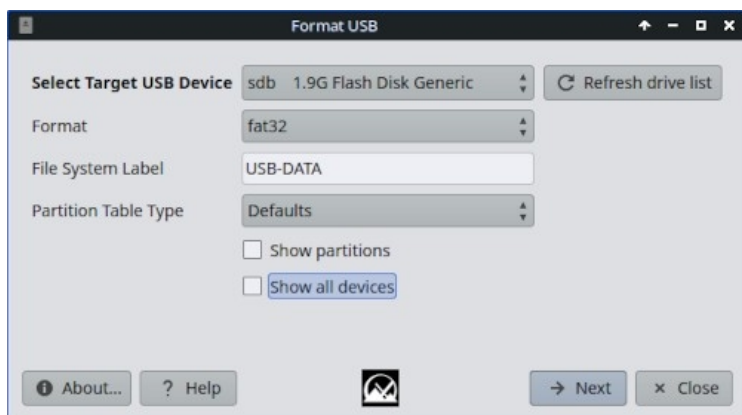 Format USB
Select Target USB Device sdb 1.9G Flash Disk Generic Refresh drive list
Format fat32
File System Label USB-DATA
Partition Table Type Defaults
Show partitions
Show all devices
About... ? Help Next Close